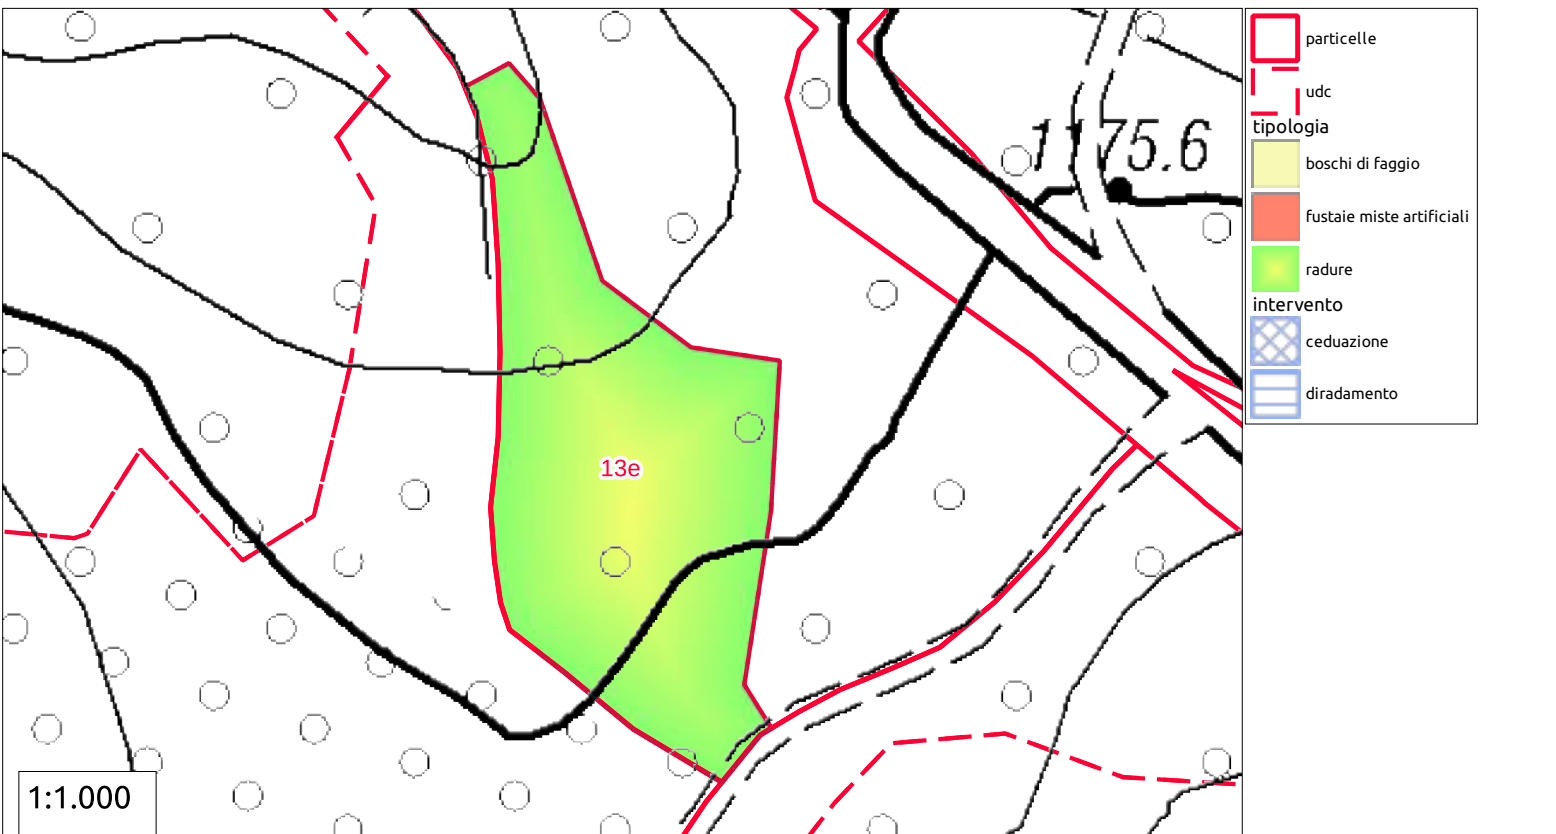 particelle
udc
tipologia
boschi di faggio
fustaie miste artificiali
radure
intervento
ceduazione
diradamento
1175.6
13e
1:1.000